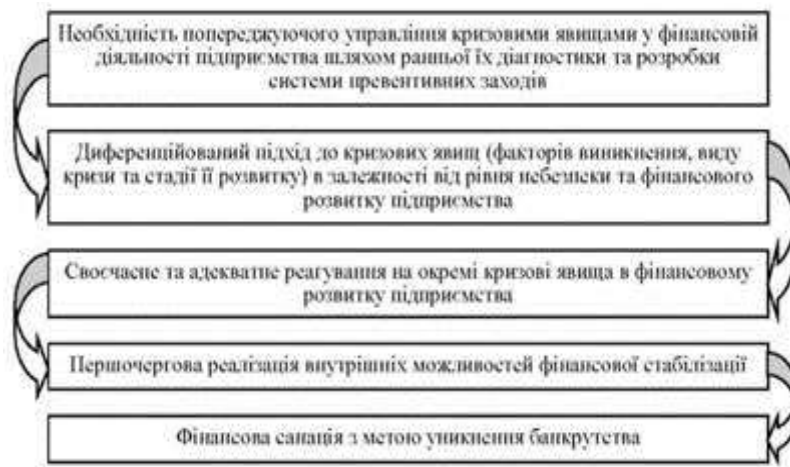 Необхідність попереджуючого управління кризовими явищами у фінансовій
діяльності підприємства шляхом ранньої їх діагностики та розробки
системи превентивних заходів
Диференційований підхід до кризових явищ (факторів виникнення, виду
кризи та стадії її розвитку) в залежності від рівня небезпеки та фінансового
розвитку підприємства
Своєчасне та адекватне реагування на окремі кризові явища в фінансовому
розвитку підприємства
Першочергова реалізація внутрішніх можливостей фінансової стабілізації
Фінансова санація з метою уникнення банкрутства